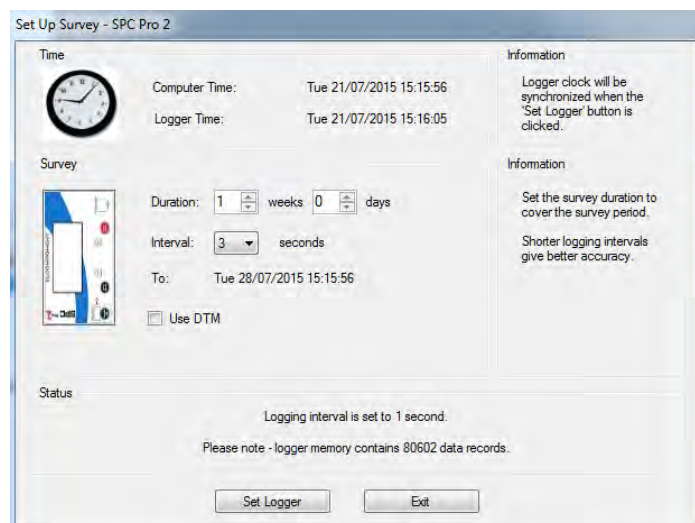 Set Up Survey - SPC Pro 2
Time
Computer Time: Tue 21/07/2015 15:15:56
Logger Time: Tue 21/07/2015 15:16:05
Information
Logger clock will be
synchronized when the
'Set Logger' button is
clicked.
Survey
Duration: 1 weeks 0 days
Interval: 3 seconds
To: Tue 28/07/2015 15:15:56
Use DTM
Information
Set the survey duration to
cover the survey period.
Shorter logging intervals
give better accuracy.
Status
Logging interval is set to 1 second.
Please note - logger memory contains 80602 data records.
Set Logger Exit